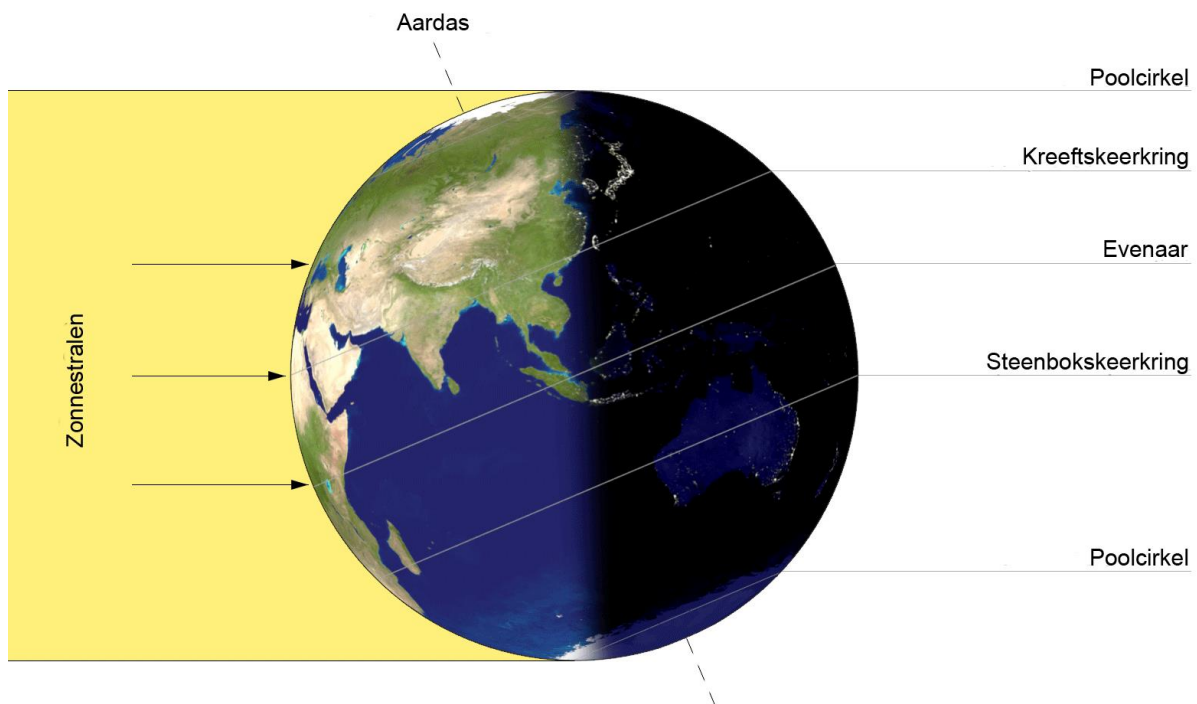 Aardas
Poolcirkel
Kreeftskeerkring
Evenaar
Steenbokskeerkring
Zonnestralen
Poolcirkel